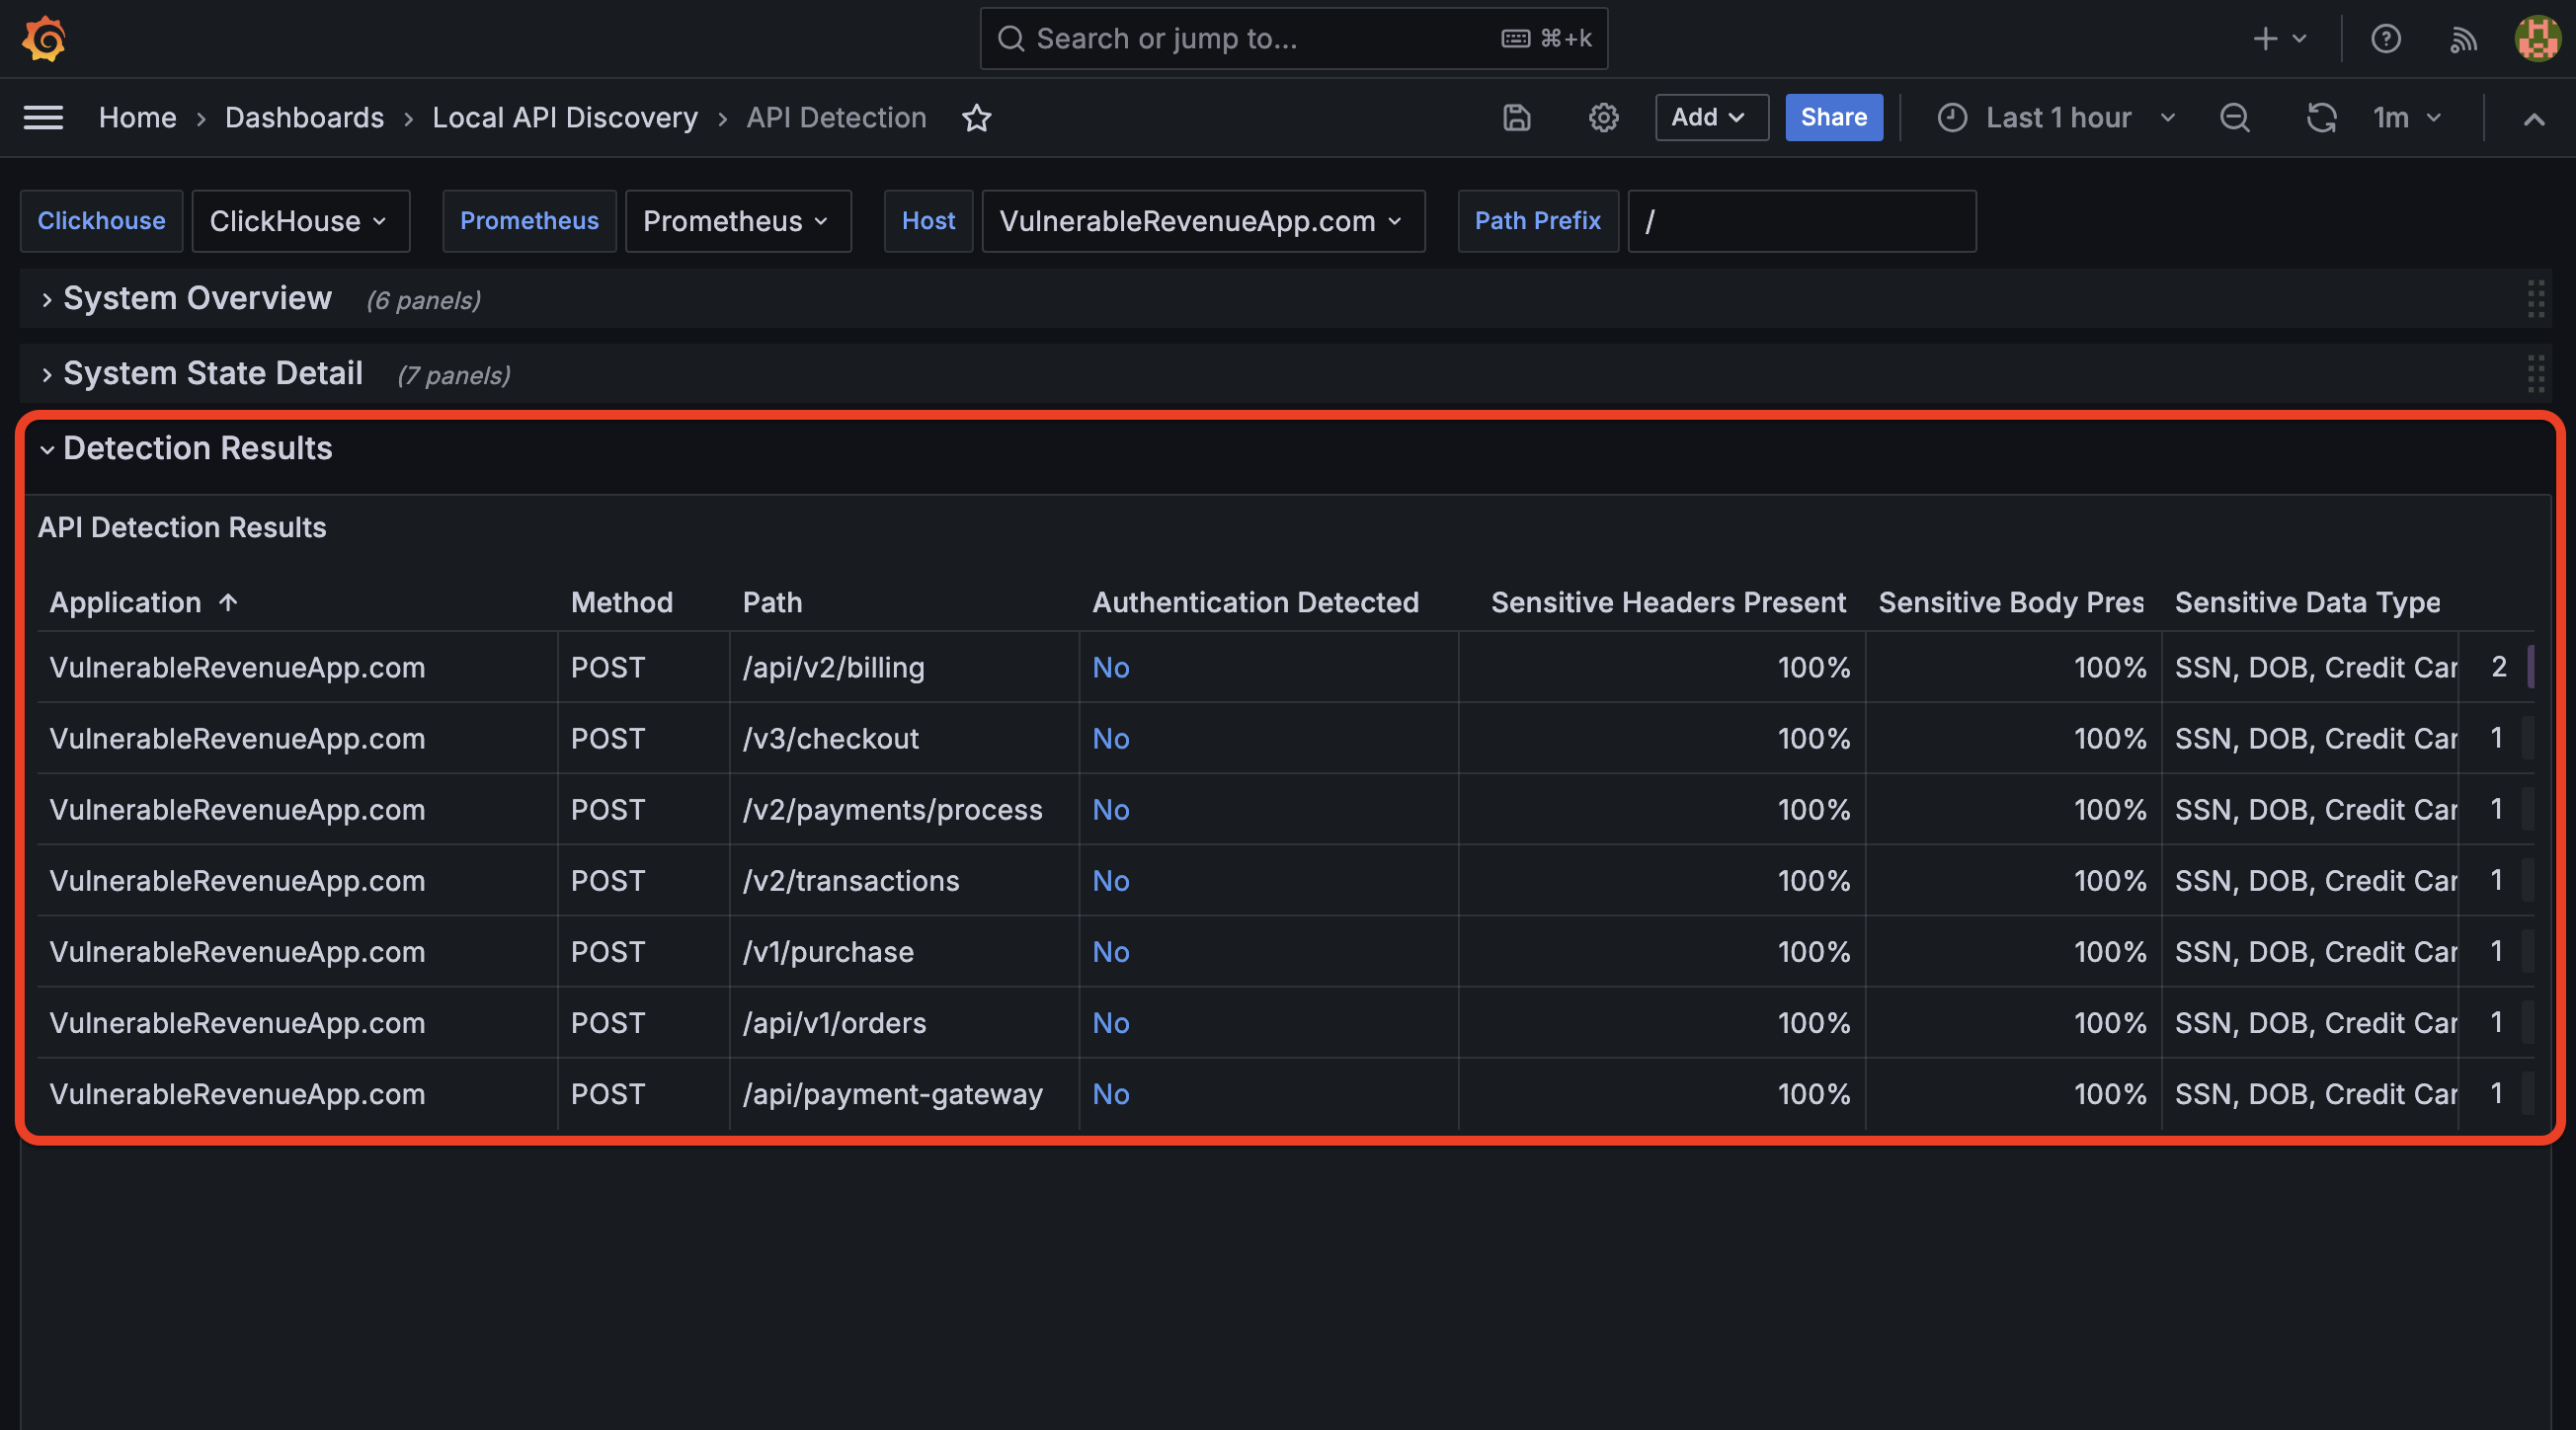 Search or jump to... ⌘+k
Home › Dashboards › Local API Discovery › API Detection Add Share Last 1 hour 1m
Clickhouse ClickHouse Prometheus Prometheus Host VulnerableRevenueApp.com Path Prefix /
System Overview (6 panels)
System State Detail (7 panels)
Detection Results
API Detection Results
Application ↑ Method Path Authentication Detected Sensitive Headers Present Sensitive Body Pres Sensitive Data Type
VulnerableRevenueApp.com POST /api/v2/billing No 100% 100% SSN, DOB, Credit Car 2
VulnerableRevenueApp.com POST /v3/checkout No 100% 100% SSN, DOB, Credit Car 1
VulnerableRevenueApp.com POST /v2/payments/process No 100% 100% SSN, DOB, Credit Car 1
VulnerableRevenueApp.com POST /v2/transactions No 100% 100% SSN, DOB, Credit Car 1
VulnerableRevenueApp.com POST /v1/purchase No 100% 100% SSN, DOB, Credit Car 1
VulnerableRevenueApp.com POST /api/v1/orders No 100% 100% SSN, DOB, Credit Car 1
VulnerableRevenueApp.com POST /api/payment-gateway No 100% 100% SSN, DOB, Credit Car 1